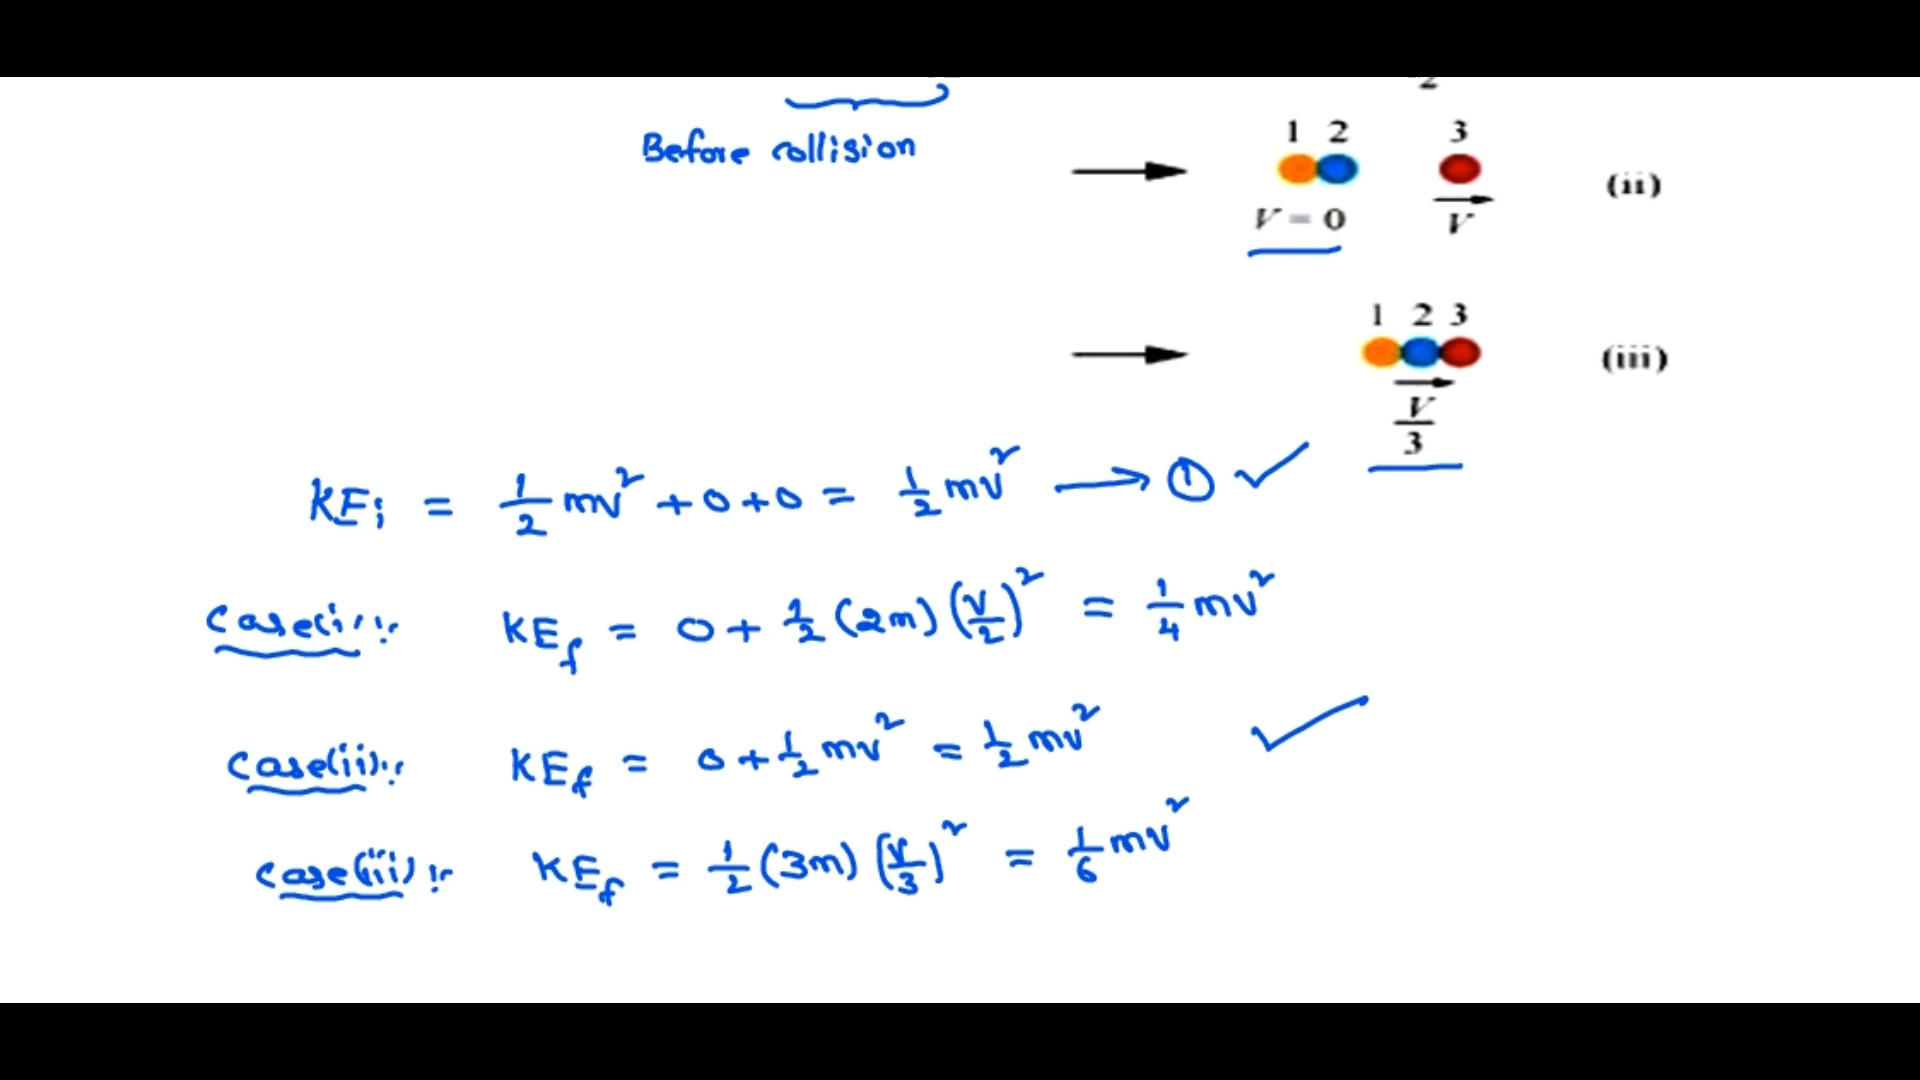 2
Before collision
1 2 3
V = 0 V (ii)
1 2 3
(iii)
V/3
KEi = 1/2 mv² + 0 + 0 = 1/2 mv² → ① ✓
Case(i):- KEf = 0 + 1/2 (2m) (v/2)² = 1/4 mv²
Case(ii):- KEf = 0 + 1/2 mv² = 1/2 mv² ✓
Case(iii):- KEf = 1/2 (3m) (v/3)² = 1/6 mv²